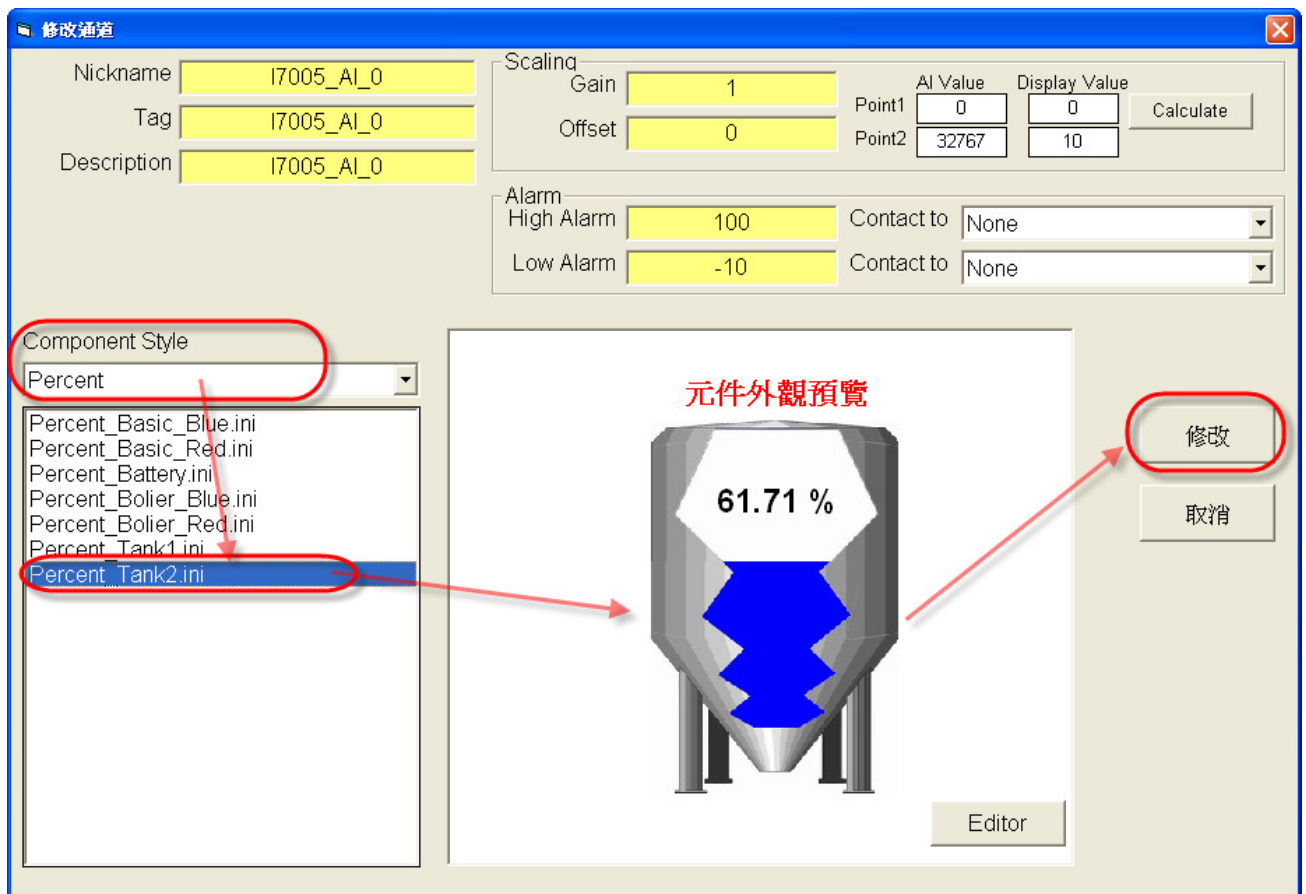 修改通道
Nickname I7005_AI_0
Tag I7005_AI_0
Description I7005_AI_0
Scaling
Gain 1
Offset 0
AI Value Display Value
Point1 0 0
Point2 32767 10
Calculate
Alarm
High Alarm 100 Contact to None
Low Alarm -10 Contact to None
Component Style
Percent
Percent_Basic_Blue.ini
Percent_Basic_Red.ini
Percent_Battery.ini
Percent_Bolier_Blue.ini
Percent_Bolier_Red.ini
Percent_Tank1.ini
Percent_Tank2.ini
元件外觀預覽
61.71 %
Editor
修改
取消